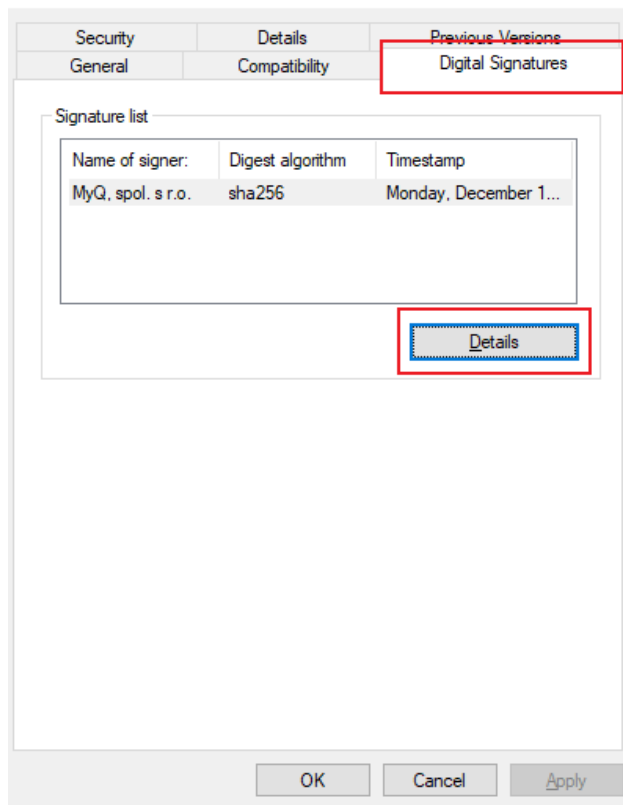 Security Details Previous Versions
General Compatibility Digital Signatures
Signature list
Name of signer: Digest algorithm Timestamp
MyQ, spol. s r.o. sha256 Monday, December 1...
Details
OK Cancel Apply